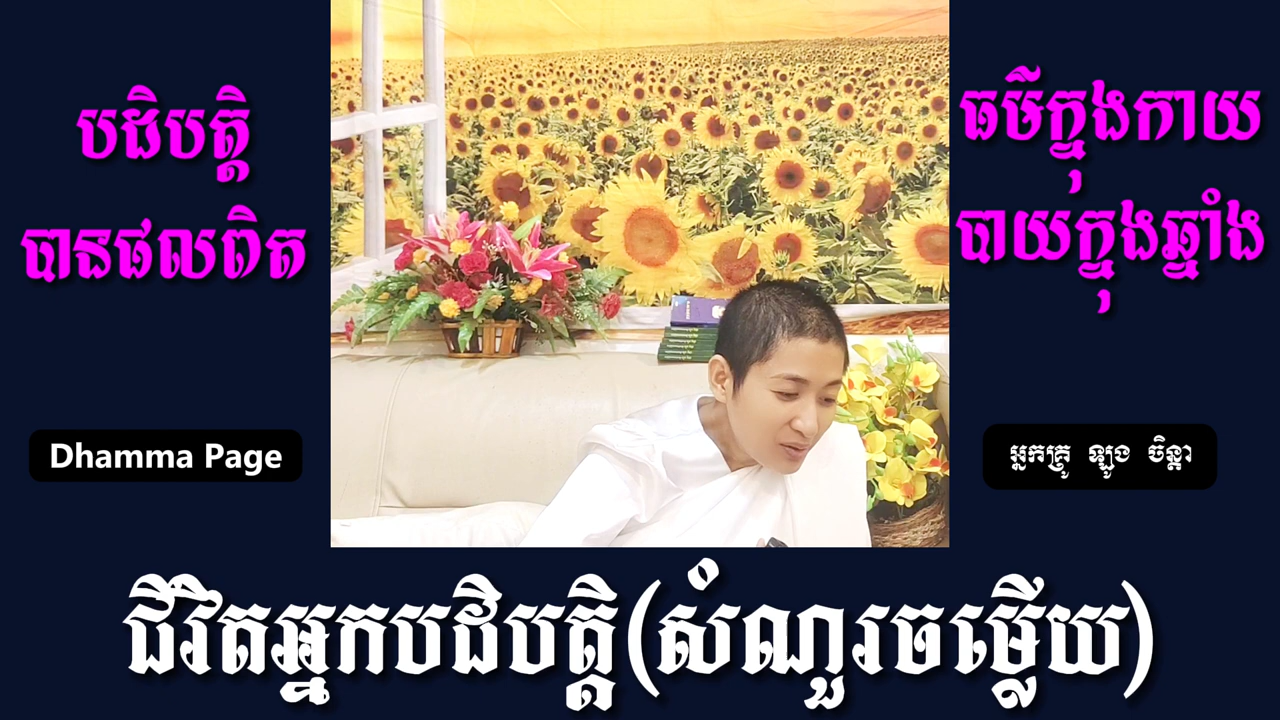 បដិបត្តិ
បានផលពិត
ធម៌ក្នុងកាយ
បាយក្នុងឆ្នាំង
Dhamma Page
អ្នកគ្រូ ឡុង ចិន្តា
ជីវិតអ្នកបដិបត្តិ(សំណួរចម្លើយ)